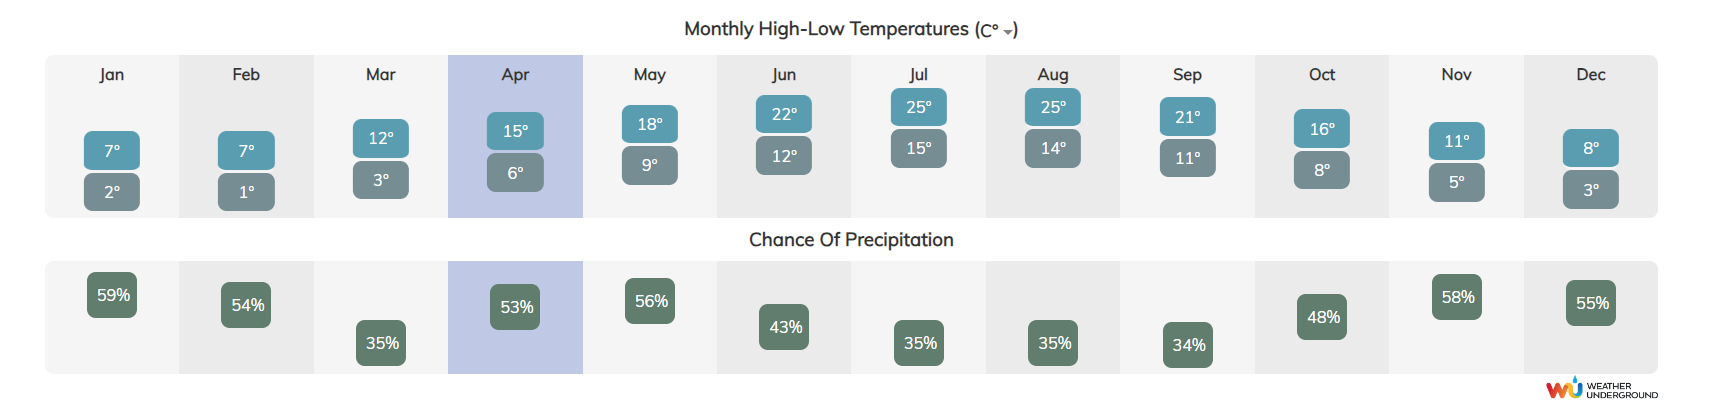 Monthly High-Low Temperatures (C°)
Jan Feb Mar Apr May Jun Jul Aug Sep Oct Nov Dec
7° 7° 12° 15° 18° 22° 25° 25° 21° 16° 11° 8°
2° 1° 3° 6° 9° 12° 15° 14° 11° 8° 5° 3°
Chance Of Precipitation
59% 54% 35% 53% 56% 43% 35% 35% 34% 48% 58% 55%
WU WEATHER
UNDERGROUND